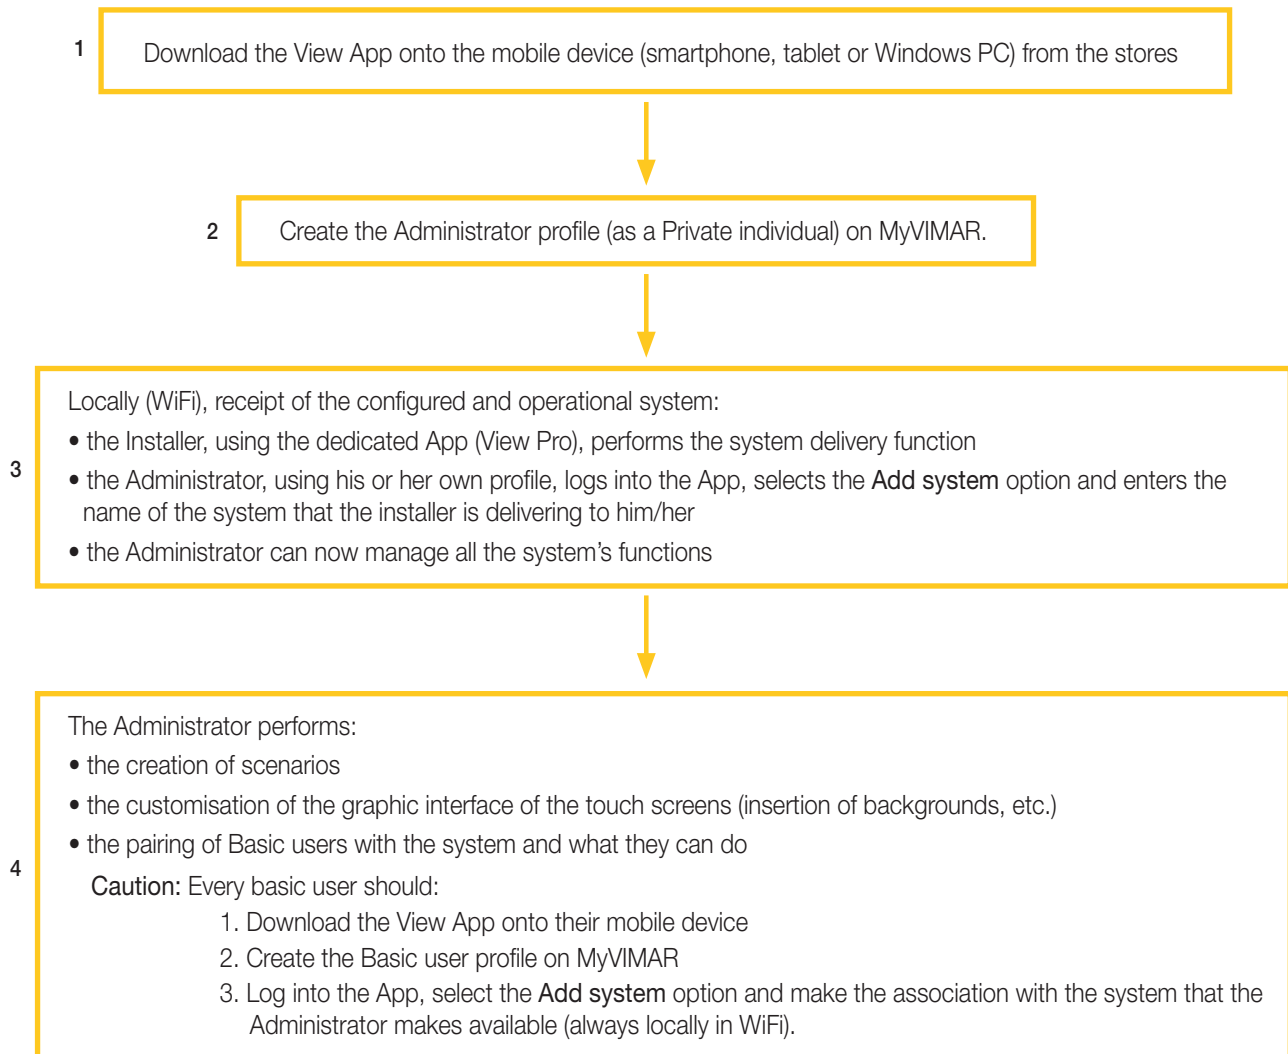 1
Download the View App onto the mobile device (smartphone, tablet or Windows PC) from the stores
2
Create the Administrator profile (as a Private individual) on MyVIMAR.
3
Locally (WiFi), receipt of the configured and operational system:
• the Installer, using the dedicated App (View Pro), performs the system delivery function
• the Administrator, using his or her own profile, logs into the App, selects the Add system option and enters the
name of the system that the installer is delivering to him/her
• the Administrator can now manage all the system's functions
4
The Administrator performs:
• the creation of scenarios
• the customisation of the graphic interface of the touch screens (insertion of backgrounds, etc.)
• the pairing of Basic users with the system and what they can do
Caution: Every basic user should:
1. Download the View App onto their mobile device
2. Create the Basic user profile on MyVIMAR
3. Log into the App, select the Add system option and make the association with the system that the
Administrator makes available (always locally in WiFi).